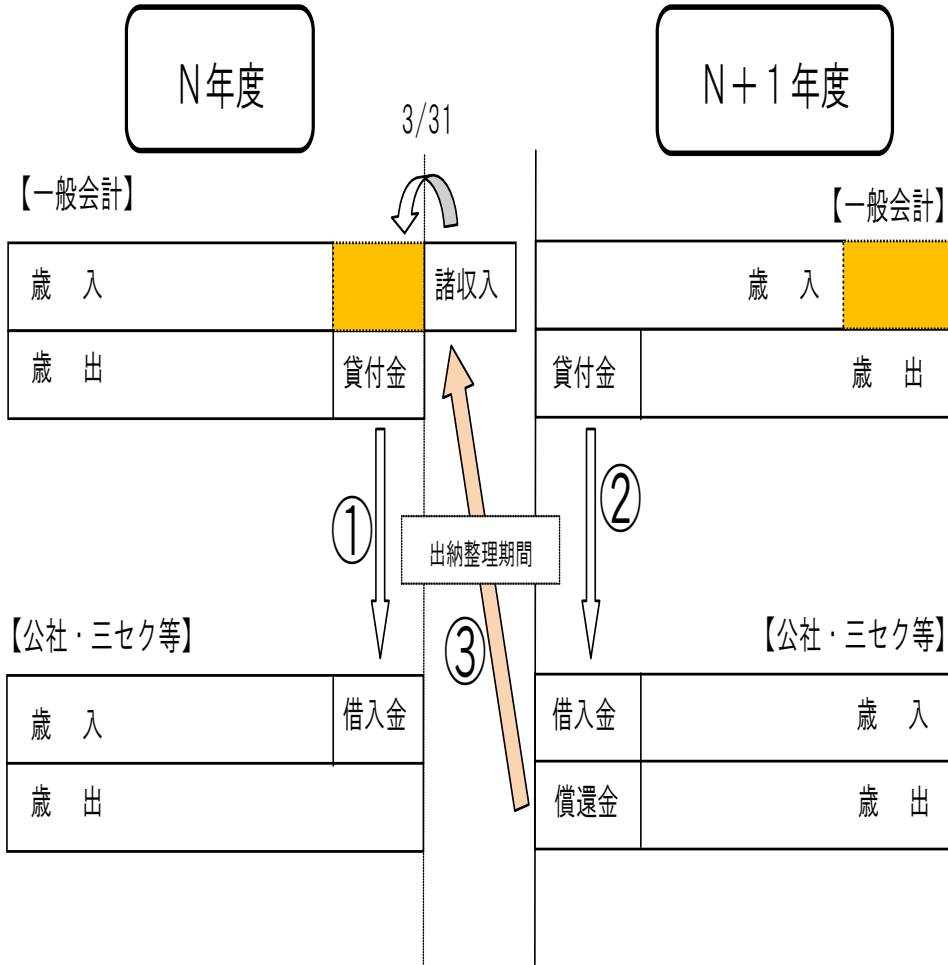 N年度
N+1年度
3/31
【一般会計】
【一般会計】
歳 入
諸収入
歳 入
歳 出
貸付金
貸付金
歳 出
①
②
出納整理期間
③
【公社・三セク等】
【公社・三セク等】
歳 入
借入金
借入金
歳 入
歳 出
償還金
歳 出